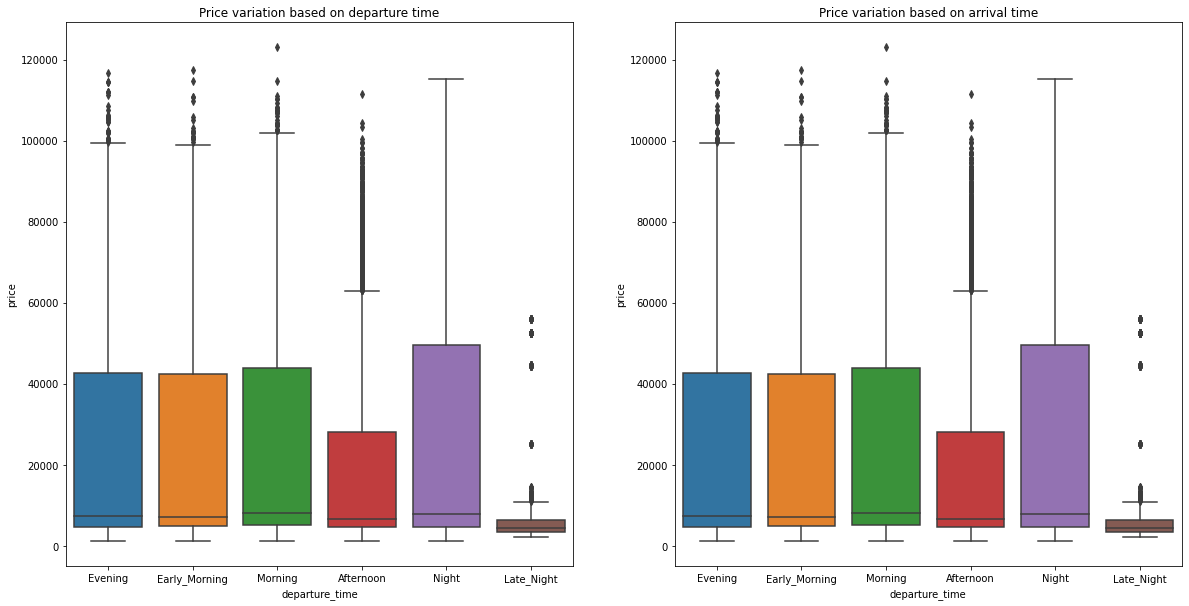 Price variation based on departure time
120000
100000
80000
60000
40000
20000
0
price
Evening Early_Morning Morning Afternoon Night Late_Night
departure_time
Price variation based on arrival time
120000
100000
80000
60000
40000
20000
0
price
Evening Early_Morning Morning Afternoon Night Late_Night
departure_time